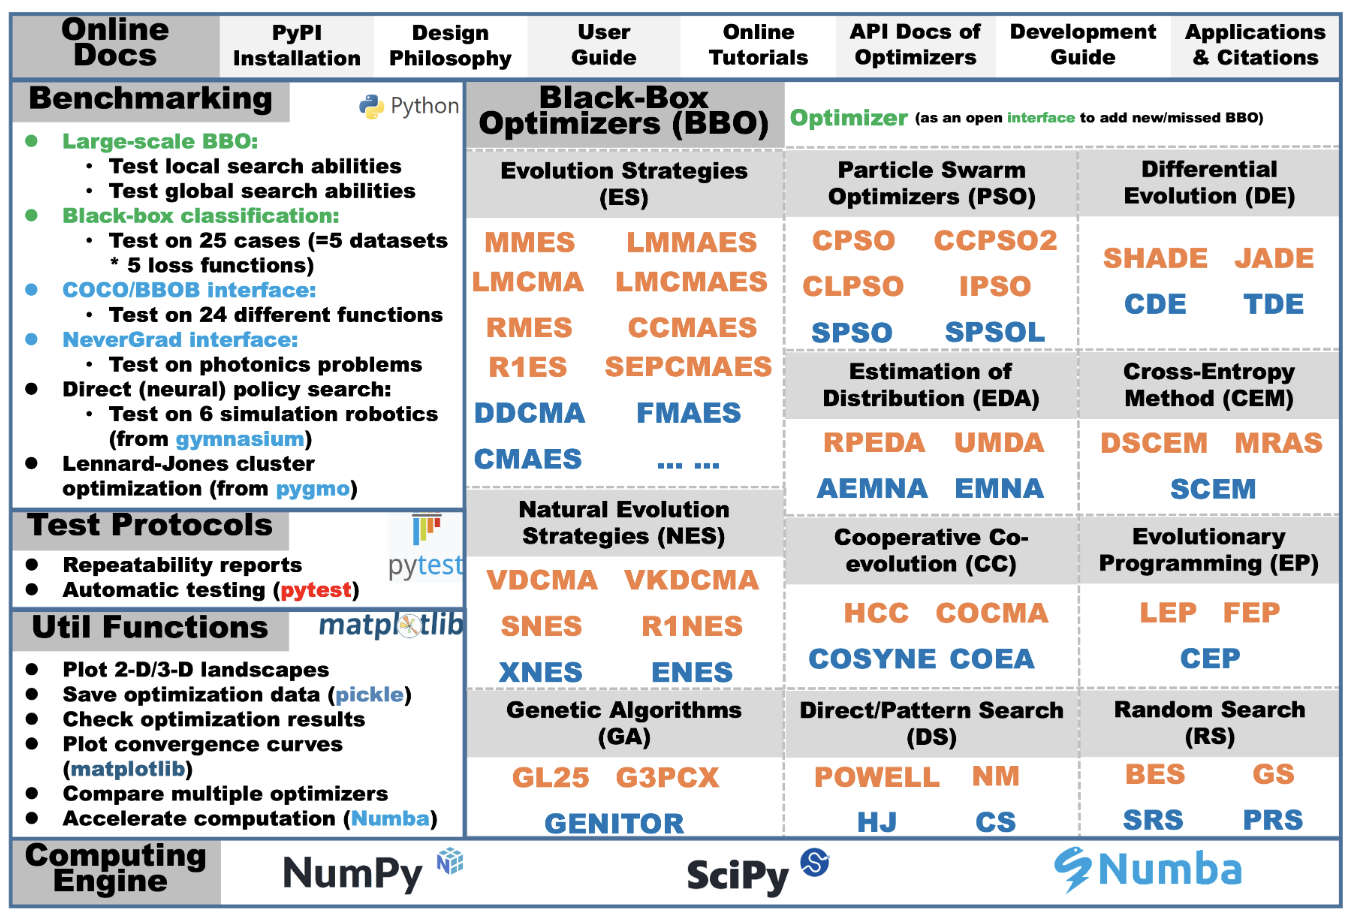 Online
Docs
PyPI
Installation
Design
Philosophy
User
Guide
Online
Tutorials
API Docs of
Optimizers
Development
Guide
Applications
& Citations
Benchmarking
Python
● Large-scale BBO:
· Test local search abilities
· Test global search abilities
● Black-box classification:
· Test on 25 cases (=5 datasets
* 5 loss functions)
● COCO/BBOB interface:
· Test on 24 different functions
● NeverGrad interface:
· Test on photonics problems
● Direct (neural) policy search:
· Test on 6 simulation robotics
(from gymnasium)
● Lennard-Jones cluster
optimization (from pygmo)
Test Protocols
pytest
● Repeatability reports
● Automatic testing (pytest)
Util Functions
matplotlib
● Plot 2-D/3-D landscapes
● Save optimization data (pickle)
● Check optimization results
● Plot convergence curves
(matplotlib)
● Compare multiple optimizers
● Accelerate computation (Numba)
Black-Box
Optimizers (BBO)
Optimizer (as an open interface to add new/missed BBO)
Evolution Strategies
(ES)
MMES LMMAES
LMCMA LMCMAES
RMES CCMAES
R1ES SEPCMAES
DDCMA FMAES
CMAES ... ...
Natural Evolution
Strategies (NES)
VDCMA VKDCMA
SNES R1NES
XNES ENES
Genetic Algorithms
(GA)
GL25 G3PCX
GENITOR
Particle Swarm
Optimizers (PSO)
CPSO CCPSO2
CLPSO IPSO
SPSO SPSOL
Estimation of
Distribution (EDA)
RPEDA UMDA
AEMNA EMNA
Cooperative Co-
evolution (CC)
HCC COCMA
COSYNE COEA
Direct/Pattern Search
(DS)
POWELL NM
HJ CS
Differential
Evolution (DE)
SHADE JADE
CDE TDE
Cross-Entropy
Method (CEM)
DSCEM MRAS
SCEM
Evolutionary
Programming (EP)
LEP FEP
CEP
Random Search
(RS)
BES GS
SRS PRS
Computing
Engine
NumPy
SciPy
Numba